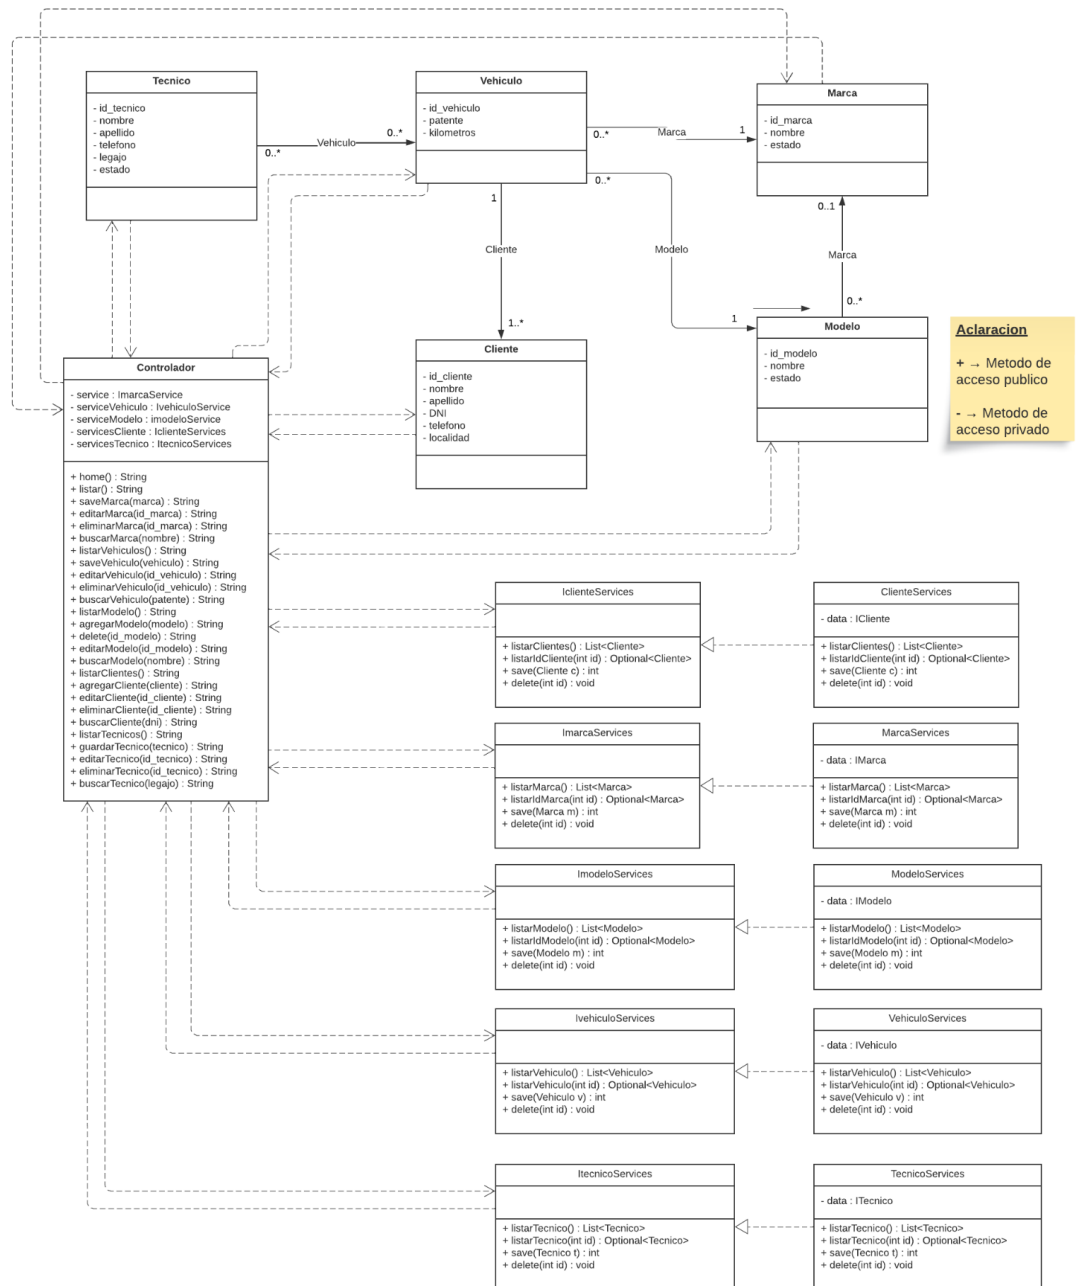 Tecnico
- id_tecnico
- nombre
- apellido
- telefono
- legajo
- estado
0..*
Vehiculo
0..*
Vehiculo
- id_vehiculo
- patente
- kilometros
0..*
Marca
1
0..*
Marca
- id_marca
- nombre
- estado
0..1
Marca
0..*
1
Cliente
1..*
Modelo
1
Modelo
- id_modelo
- nombre
- estado
Cliente
- id_cliente
- nombre
- apellido
- DNI
- telefono
- localidad
Aclaracion
+ → Metodo de
acceso publico
- → Metodo de
acceso privado
Controlador
- service : ImarcaService
- serviceVehiculo : IvehiculoService
- serviceModelo : imodeloService
- servicesCliente : IclienteServices
- servicesTecnico : ItecnicoServices
+ home() : String
+ listar() : String
+ saveMarca(marca) : String
+ editarMarca(id_marca) : String
+ eliminarMarca(id_marca) : String
+ buscarMarca(nombre) : String
+ listarVehiculos() : String
+ saveVehiculo(vehiculo) : String
+ editarVehiculo(id_vehiculo) : String
+ eliminarVehiculo(id_vehiculo) : String
+ buscarVehiculo(patente) : String
+ listarModelo() : String
+ agregarModelo(modelo) : String
+ delete(id_modelo) : String
+ editarModelo(id_modelo) : String
+ buscarModelo(nombre) : String
+ listarClientes() : String
+ agregarCliente(cliente) : String
+ editarCliente(id_cliente) : String
+ eliminarCliente(id_cliente) : String
+ buscarCliente(dni) : String
+ listarTecnicos() : String
+ guardarTecnico(tecnico) : String
+ editarTecnico(id_tecnico) : String
+ eliminarTecnico(id_tecnico) : String
+ buscarTecnico(legajo) : String
IclienteServices
+ listarClientes() : List<Cliente>
+ listarIdCliente(int id) : Optional<Cliente>
+ save(Cliente c) : int
+ delete(int id) : void
ClienteServices
- data : ICliente
+ listarClientes() : List<Cliente>
+ listarIdCliente(int id) : Optional<Cliente>
+ save(Cliente c) : int
+ delete(int id) : void
ImarcaServices
+ listarMarca() : List<Marca>
+ listarIdMarca(int id) : Optional<Marca>
+ save(Marca m) : int
+ delete(int id) : void
MarcaServices
- data : IMarca
+ listarMarca() : List<Marca>
+ listarIdMarca(int id) : Optional<Marca>
+ save(Marca m) : int
+ delete(int id) : void
ImodeloServices
+ listarModelo() : List<Modelo>
+ listarIdModelo(int id) : Optional<Modelo>
+ save(Modelo m) : int
+ delete(int id) : void
ModeloServices
- data : IModelo
+ listarModelo() : List<Modelo>
+ listarIdModelo(int id) : Optional<Modelo>
+ save(Modelo m) : int
+ delete(int id) : void
IvehiculoServices
+ listarVehiculo() : List<Vehiculo>
+ listarVehiculo(int id) : Optional<Vehiculo>
+ save(Vehiculo v) : int
+ delete(int id) : void
VehiculoServices
- data : IVehiculo
+ listarVehiculo() : List<Vehiculo>
+ listarVehiculo(int id) : Optional<Vehiculo>
+ save(Vehiculo v) : int
+ delete(int id) : void
ItecnicoServices
+ listarTecnico() : List<Tecnico>
+ listarTecnico(int id) : Optional<Tecnico>
+ save(Tecnico t) : int
+ delete(int id) : void
TecnicoServices
- data : ITecnico
+ listarTecnico() : List<Tecnico>
+ listarTecnico(int id) : Optional<Tecnico>
+ save(Tecnico t) : int
+ delete(int id) : void